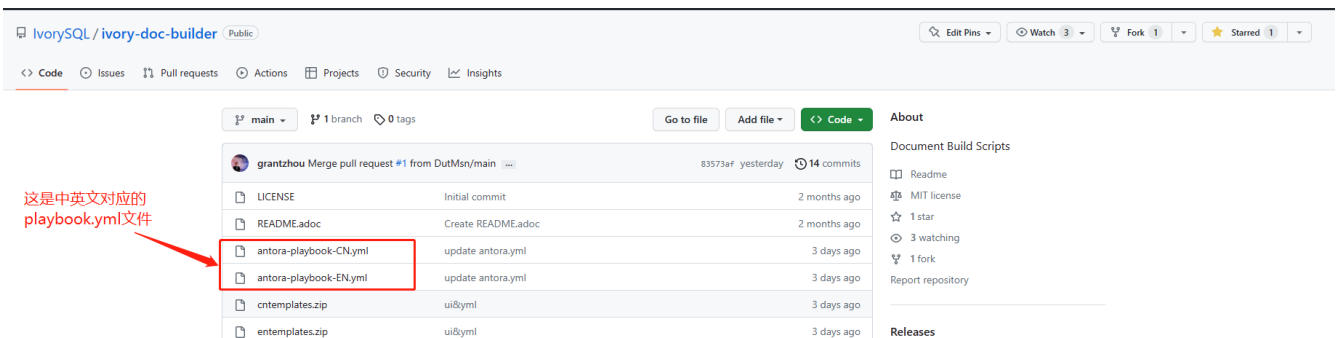 IvorySQL / ivory-doc-builder Public
Edit Pins Watch 3 Fork 1 Starred 1
Code Issues Pull requests Actions Projects Security Insights
main 1 branch 0 tags Go to file Add file Code
grantzhou Merge pull request #1 from DutMsn/main ... 83573af yesterday 14 commits
LICENSE Initial commit 2 months ago
README.adoc Create README.adoc 2 months ago
antora-playbook-CN.yml update antora.yml 3 days ago
antora-playbook-EN.yml update antora.yml 3 days ago
cntemplates.zip ui&yml 3 days ago
entemplates.zip ui&yml 3 days ago
这是中英文对应的
playbook.yml文件
About
Document Build Scripts
Readme
MIT license
1 star
3 watching
1 fork
Report repository
Releases